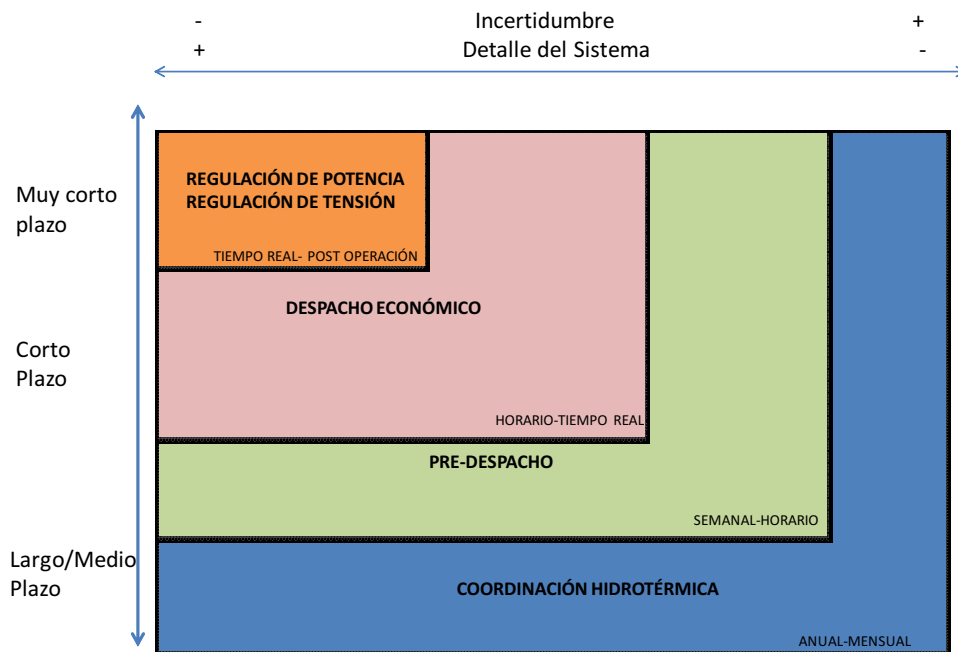 - Incertidumbre +
+ Detalle del Sistema -
Muy corto
plazo
REGULACIÓN DE POTENCIA
REGULACIÓN DE TENSIÓN
TIEMPO REAL- POST OPERACIÓN
DESPACHO ECONÓMICO
Corto
Plazo
HORARIO-TIEMPO REAL
PRE-DESPACHO
SEMANAL-HORARIO
Largo/Medio
Plazo
COORDINACIÓN HIDROTÉRMICA
ANUAL-MENSUAL